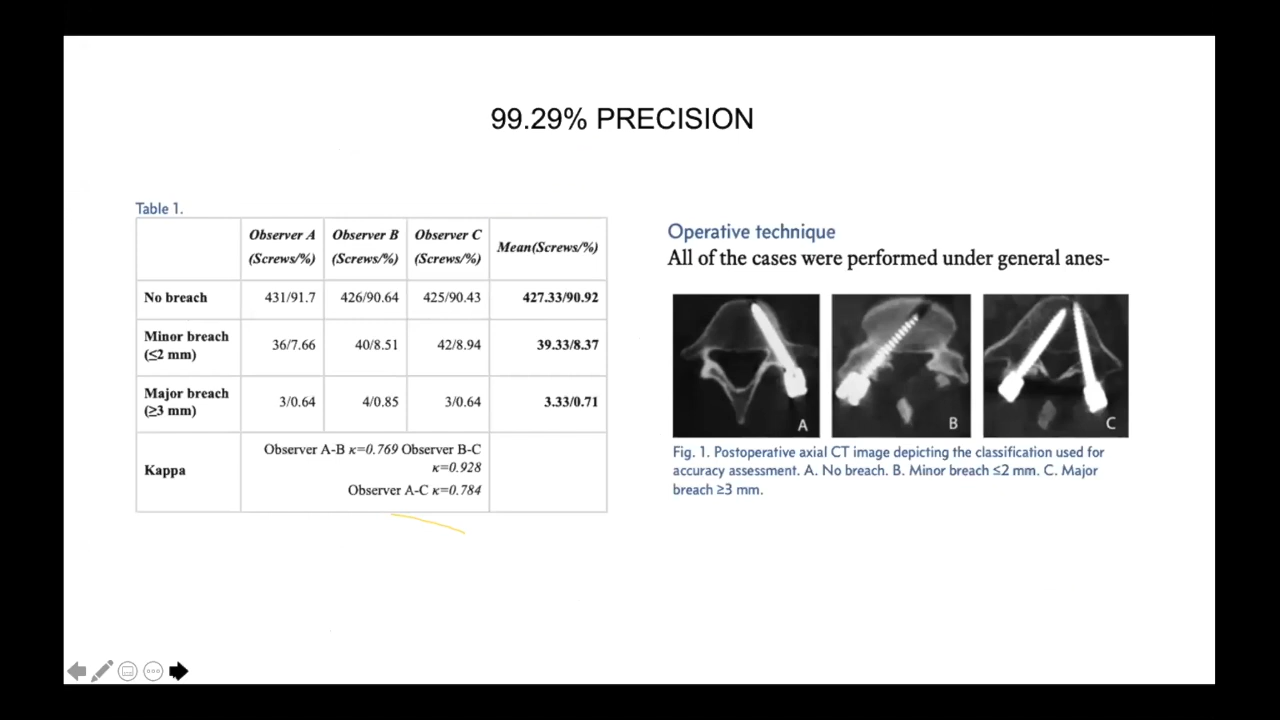 99.29% PRECISION
Table 1.
Observer A Observer B Observer C Mean(Screws/%)
(Screws/%) (Screws/%) (Screws/%)
No breach 431/91.7 426/90.64 425/90.43 427.33/90.92
Minor breach
(≤2 mm) 36/7.66 40/8.51 42/8.94 39.33/8.37
Major breach
(≥3 mm) 3/0.64 4/0.85 3/0.64 3.33/0.71
Kappa
Observer A-B κ=0.769 Observer B-C
κ=0.928
Observer A-C κ=0.784
Operative technique
All of the cases were performed under general anes-
A
B
C
Fig. 1. Postoperative axial CT image depicting the classification used for
accuracy assessment. A. No breach. B. Minor breach ≤2 mm. C. Major
breach ≥3 mm.